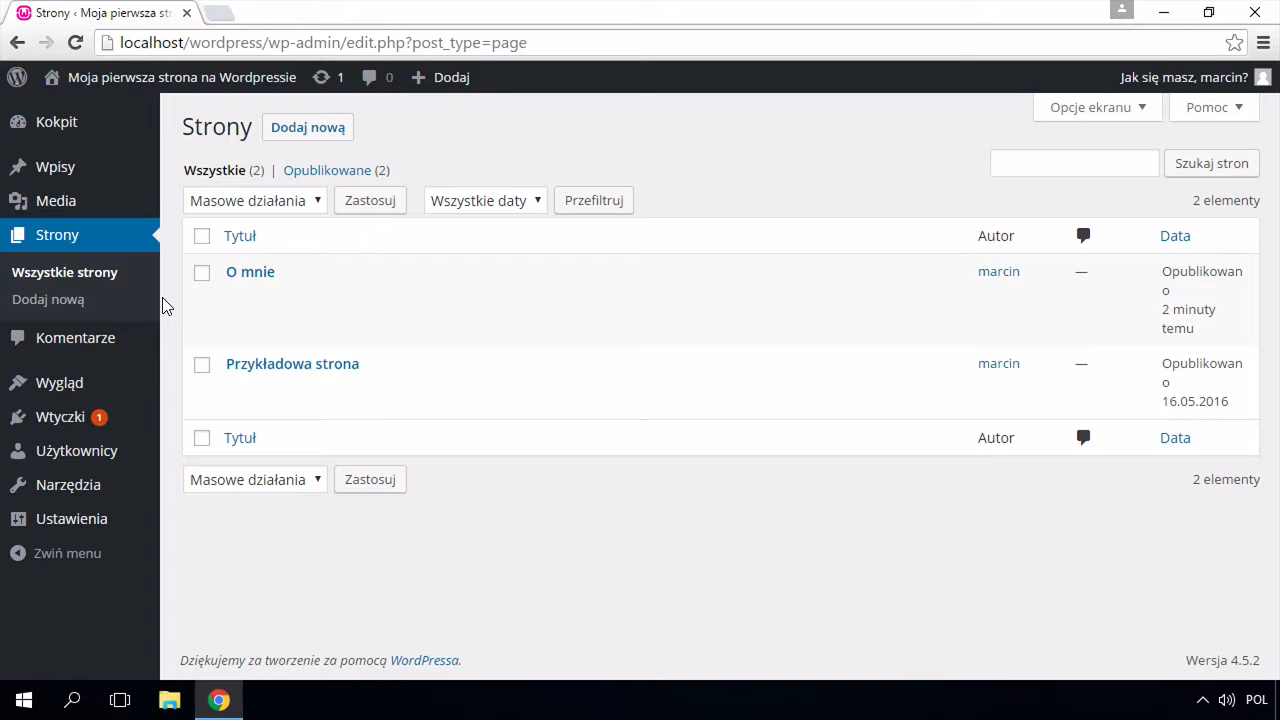 Strony ‹ Moja pierwsza str
localhost/wordpress/wp-admin/edit.php?post_type=page
Moja pierwsza strona na Wordpressie 1 0 Dodaj Jak się masz, marcin?
Kokpit
Wpisy
Media
Strony
Wszystkie strony
Dodaj nową
Komentarze
Wygląd
Wtyczki 1
Użytkownicy
Narzędzia
Ustawienia
Zwiń menu
Opcje ekranu Pomoc
Strony Dodaj nową
Wszystkie (2) | Opublikowane (2)
Szukaj stron
Masowe działania Zastosuj Wszystkie daty Przefiltruj 2 elementy
Tytuł Autor Data
O mnie marcin — Opublikowan
o
2 minuty
temu
Przykładowa strona marcin — Opublikowan
o
16.05.2016
Tytuł Autor Data
Masowe działania Zastosuj 2 elementy
Dziękujemy za tworzenie za pomocą WordPressa. Wersja 4.5.2
POL